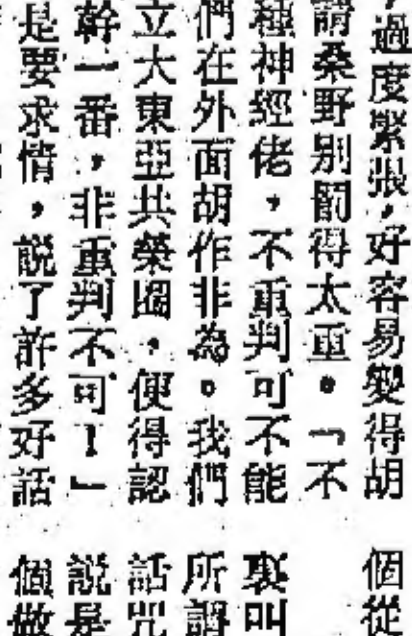 過度緊張，好容易變得胡
請桑野別罰得太重。「不
種神經佬，不重判可不能
們在外面胡作非為。我們
立大東亞共榮圈，便得認
幹一番，非重判不可！」
是要求情，說了許多好話
個從
裏叫
所謂
話咒
說是
個做